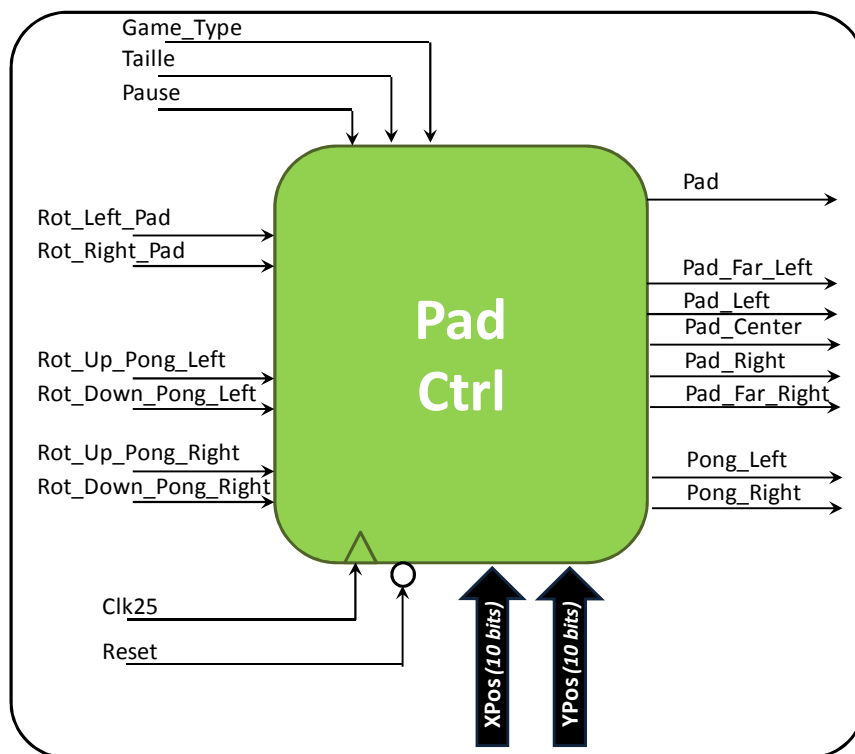 Game_Type
Taille
Pause
Rot_Left_Pad
Rot_Right_Pad
Rot_Up_Pong_Left
Rot_Down_Pong_Left
Rot_Up_Pong_Right
Rot_Down_Pong_Right
Clk25
Reset
Pad
Ctrl
XPos (10 bits)
YPos (10 bits)
Pad
Pad_Far_Left
Pad_Left
Pad_Center
Pad_Right
Pad_Far_Right
Pong_Left
Pong_Right